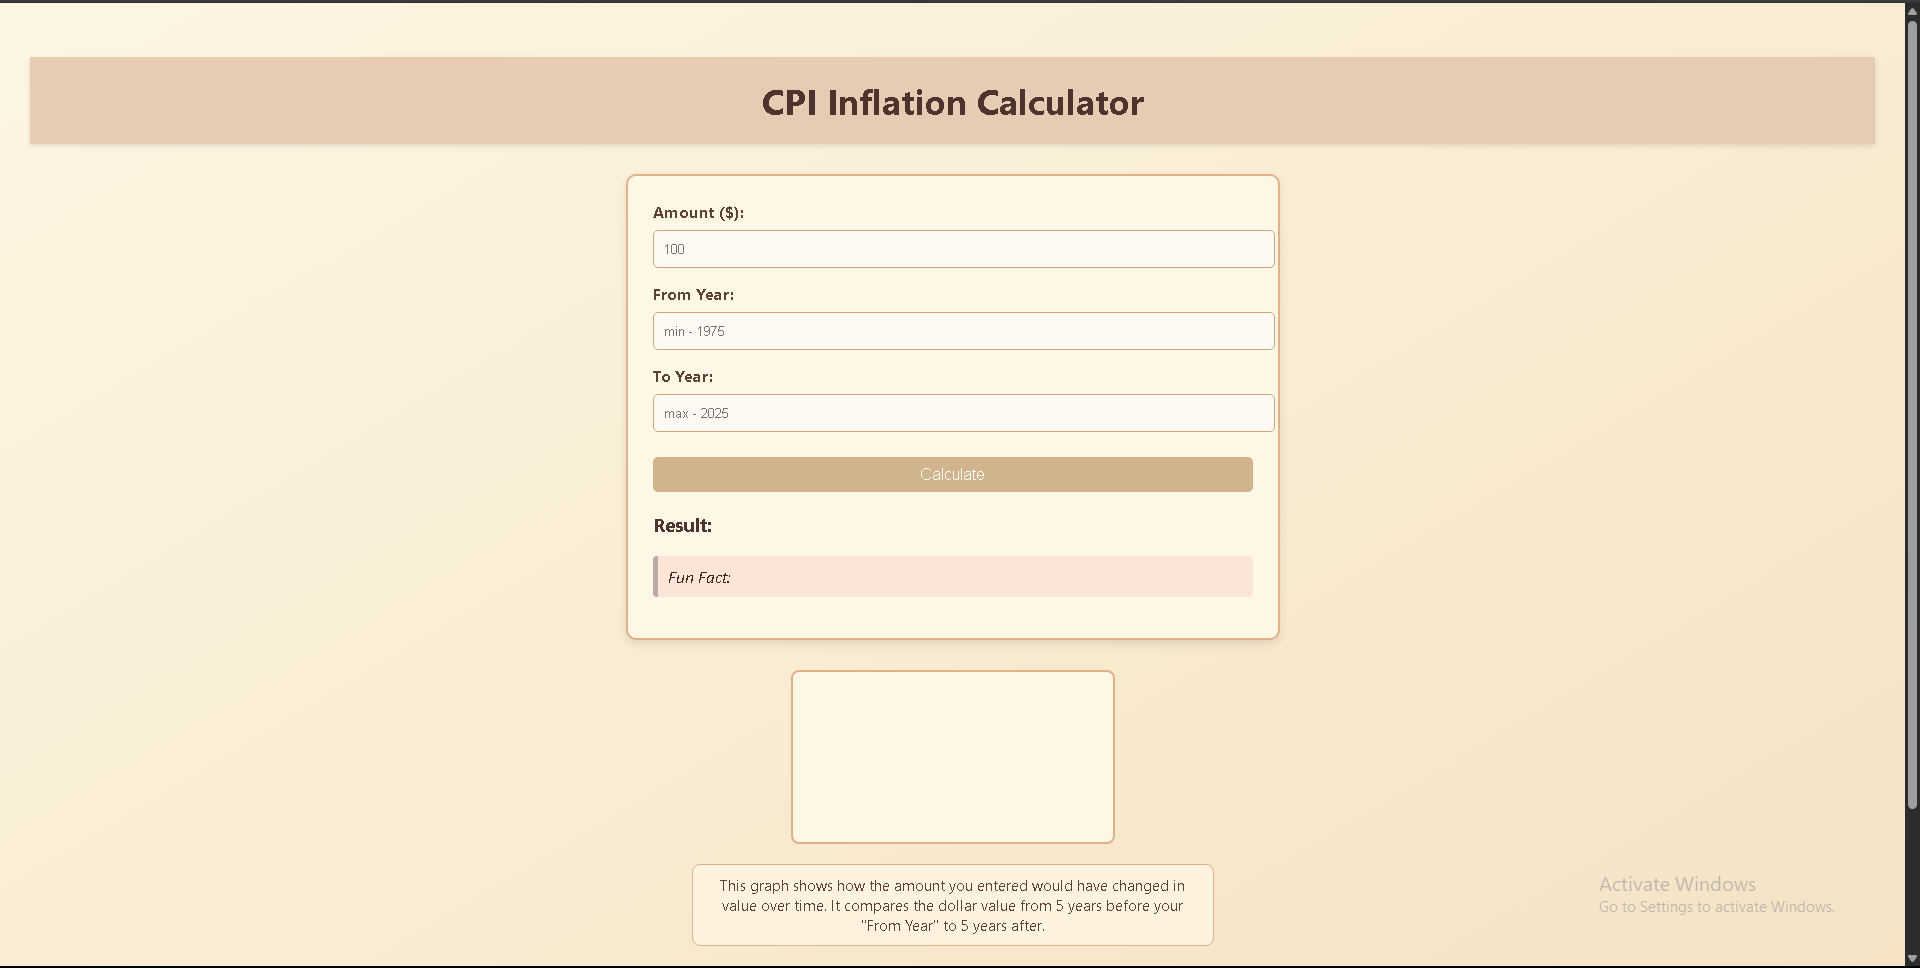 CPI Inflation Calculator
Amount ($):
100
From Year:
min - 1975
To Year:
max - 2025
Calculate
Result:
Fun Fact:
This graph shows how the amount you entered would have changed in
value over time. It compares the dollar value from 5 years before your
"From Year" to 5 years after.
Activate Windows
Go to Settings to activate Windows.